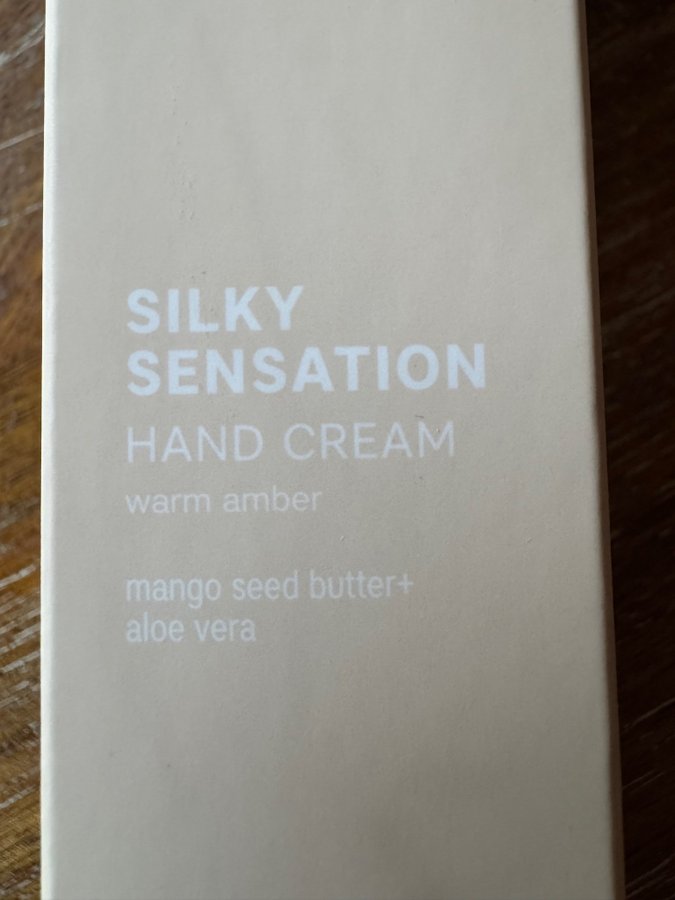 SILKY
SENSATION
HAND CREAM
warm amber
mango seed butter+
aloe vera